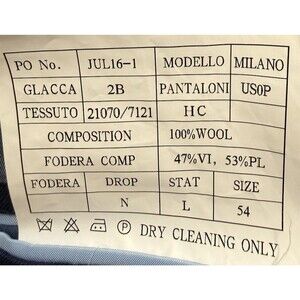 PO No. JUL16-1 MODELLO MILANO
GLACCA 2B PANTALONI US0P
TESSUTO 21070/7121 HC
COMPOSITION 100%WOOL
FODERA COMP 47%VI, 53%PL
FODERA DROP STAT SIZE
N L 54
P DRY CLEANING ONLY